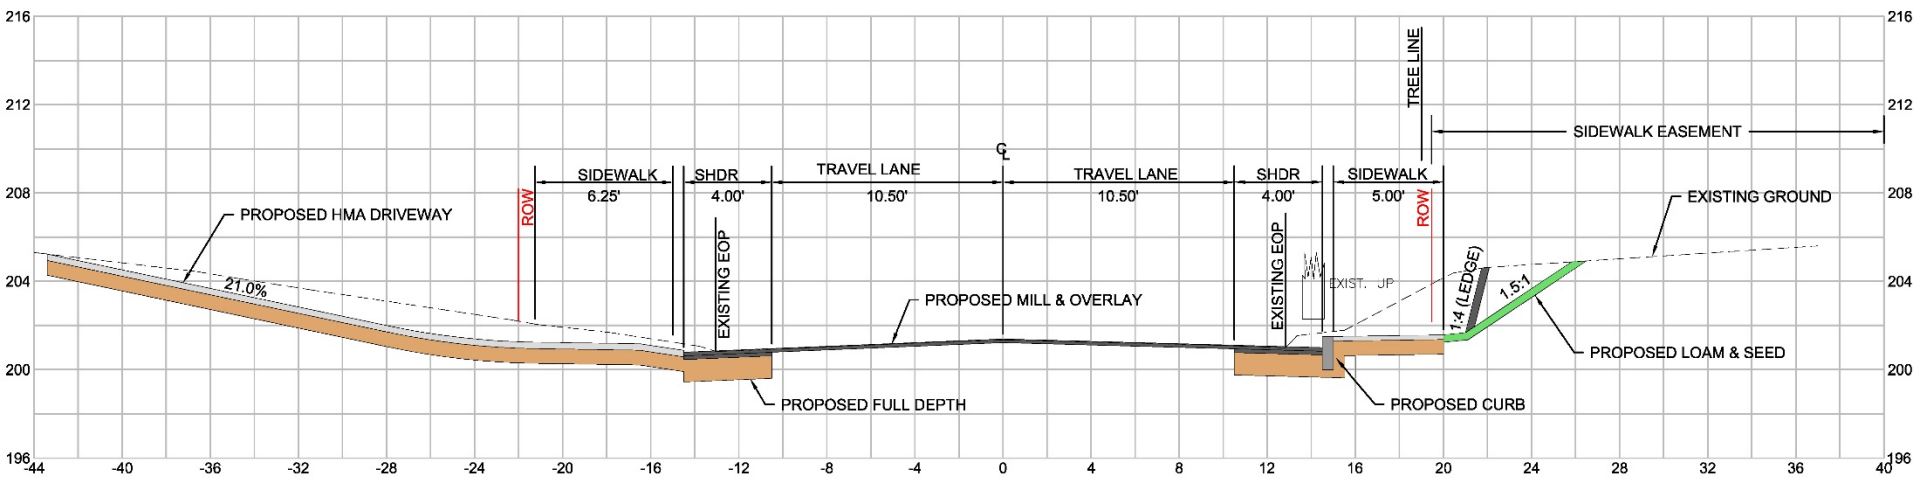 216
216
TREE LINE
212
212
SIDEWALK EASEMENT
℄
SIDEWALK
SHDR
TRAVEL LANE
TRAVEL LANE
SHDR
SIDEWALK
6.25'
4.00'
10.50'
10.50'
4.00'
5.00'
208
208
ROW
ROW
EXISTING GROUND
PROPOSED HMA DRIVEWAY
EXISTING EOP
EXISTING EOP
EXIST. JP
1:4 (LEDGE)
1.5:1
204
204
21.0%
PROPOSED MILL & OVERLAY
PROPOSED LOAM & SEED
200
200
PROPOSED FULL DEPTH
PROPOSED CURB
196
196
-44 -40 -36 -32 -28 -24 -20 -16 -12 -8 -4 0 4 8 12 16 20 24 28 32 36 40